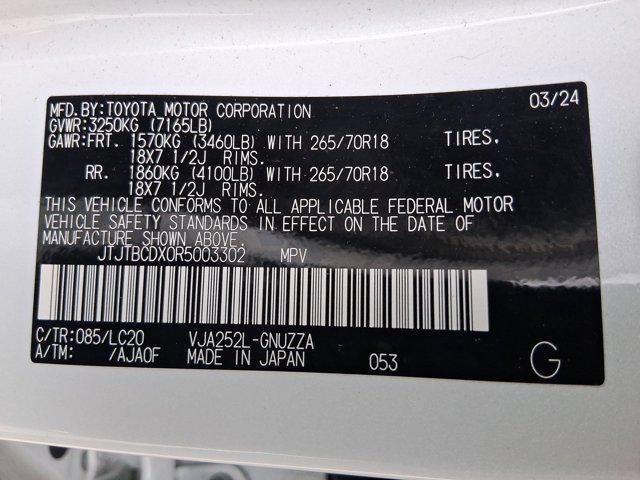 MFD.BY:TOYOTA MOTOR CORPORATION 03/24
GVWR:3250KG (7165LB)
GAWR:FRT. 1570KG (3460LB) WITH 265/70R18 TIRES,
18X7 1/2J RIMS.
RR. 1860KG (4100LB) WITH 265/70R18 TIRES,
18X7 1/2J RIMS.
THIS VEHICLE CONFORMS TO ALL APPLICABLE FEDERAL MOTOR
VEHICLE SAFETY STANDARDS IN EFFECT ON THE DATE OF
MANUFACTURE SHOWN ABOVE.
JTJTBCDX0R5003302 MPV
C/TR:085/LC20 VJA252L-GNUZZA
A/TM: /AJA0F MADE IN JAPAN 053 G